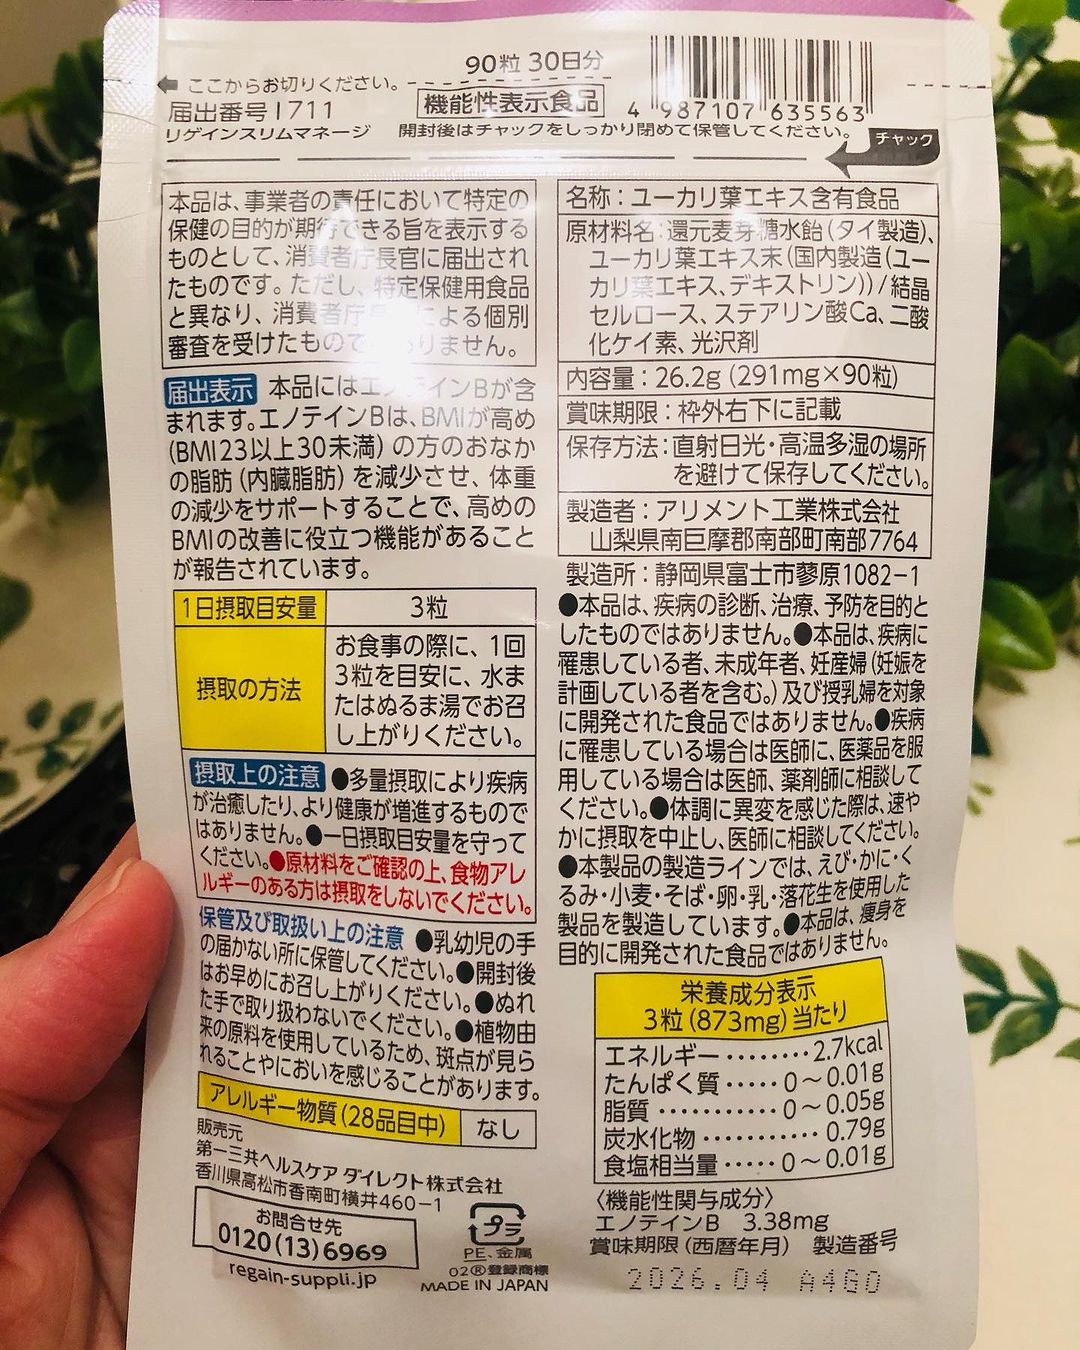 90粒 30日分
ここからお切りください。
届出番号I711
機能性表示食品
4 987107 635563
リゲインスリムマネージ
開封後はチャックをしっかり閉めて保管してください。
チャック
本品は、事業者の責任において特定の
保健の目的が期待できる旨を表示する
ものとして、消費者庁長官に届出され
たものです。ただし、特定保健用食品
と異なり、消費者庁 による個別
審査を受けたもので ありません。
届出表示 本品にはエノテインBが含
まれます。エノテインBは、BMIが高め
(BMI23以上30未満)の方のおなか
の脂肪(内臓脂肪)を減少させ、体重
の減少をサポートすることで、高めの
BMIの改善に役立つ機能があること
が報告されています。
1日摂取目安量 3粒
摂取の方法
お食事の際に、1回
3粒を目安に、水ま
たはぬるま湯でお召
し上がりください。
摂取上の注意 ●多量摂取により疾病
が治癒したり、より健康が増進するもので
はありません。●一日摂取目安量を守って
ください。●原材料をご確認の上、食物アレ
ルギーのある方は摂取をしないでください。
保管及び取扱い上の注意 ●乳幼児の手
の届かない所に保管してください。●開封後
はお早めにお召し上がりください。●ぬれ
た手で取り扱わないでください。●植物由
来の原料を使用しているため、斑点が見ら
れることやにおいを感じることがあります。
アレルギー物質(28品目中) なし
販売元
第一三共ヘルスケア ダイレクト株式会社
香川県高松市香南町横井460−1
お問合せ先
0120(13)6969
regain-suppli.jp
プラ
PE、金属
02®登録商標
MADE IN JAPAN
名称：ユーカリ葉エキス含有食品
原材料名：還元麦芽糖水飴(タイ製造)、
ユーカリ葉エキス末(国内製造(ユー
カリ葉エキス、デキストリン))/結晶
セルロース、ステアリン酸Ca、二酸
化ケイ素、光沢剤
内容量：26.2g(291mg×90粒)
賞味期限：枠外右下に記載
保存方法：直射日光・高温多湿の場所
を避けて保存してください。
製造者：アリメント工業株式会社
山梨県南巨摩郡南部町南部7764
製造所：静岡県富士市蓼原1082−1
●本品は、疾病の診断、治療、予防を目的と
したものではありません。●本品は、疾病に
罹患している者、未成年者、妊産婦(妊娠を
計画している者を含む。)及び授乳婦を対象
に開発された食品ではありません。●疾病
に罹患している場合は医師に、医薬品を服
用している場合は医師、薬剤師に相談して
ください。●体調に異変を感じた際は、速や
かに摂取を中止し、医師に相談してください。
●本製品の製造ラインでは、えび・かに・く
るみ・小麦・そば・卵・乳・落花生を使用した
製品を製造しています。●本品は、痩身を
目的に開発された食品ではありません。
栄養成分表示
3粒(873mg)当たり
エネルギー………2.7kcal
たんぱく質……0～0.01g
脂質…………0～0.05g
炭水化物…………0.79g
食塩相当量……0～0.01g
〈機能性関与成分〉
エノテインB 3.38mg
賞味期限(西暦年月) 製造番号
2026.04 A4GO